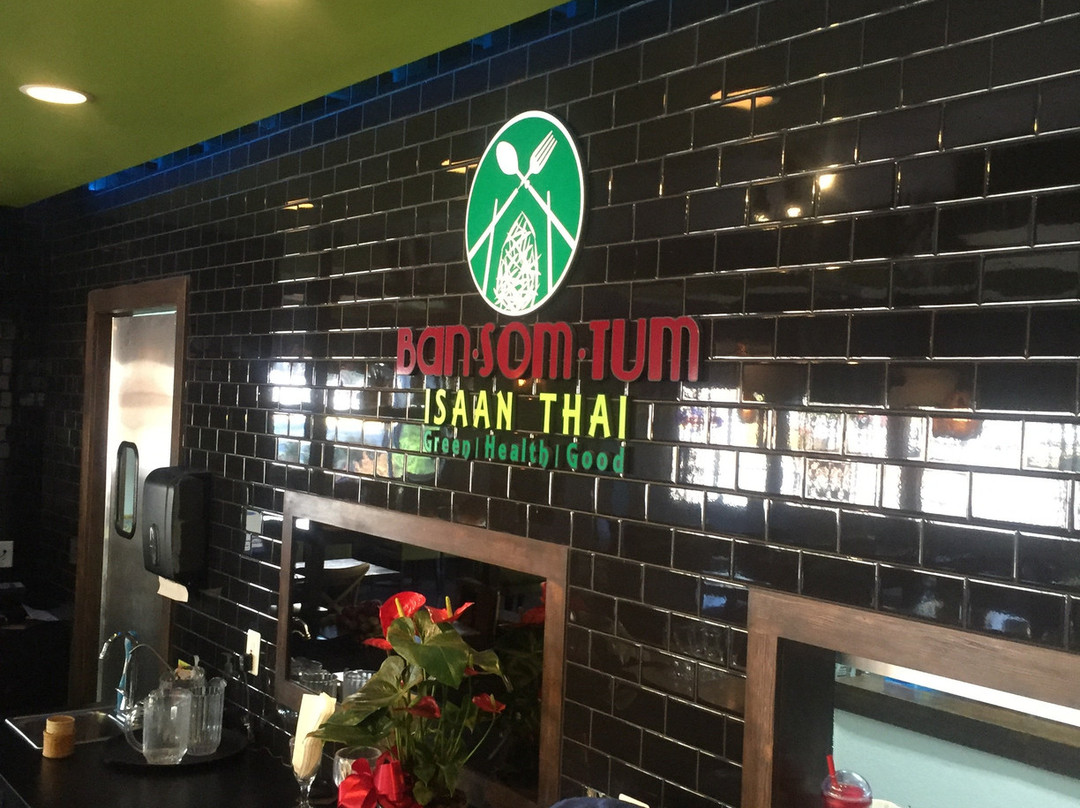 Ban·som·Tum
ISAAN THAI
Green | Health | Good